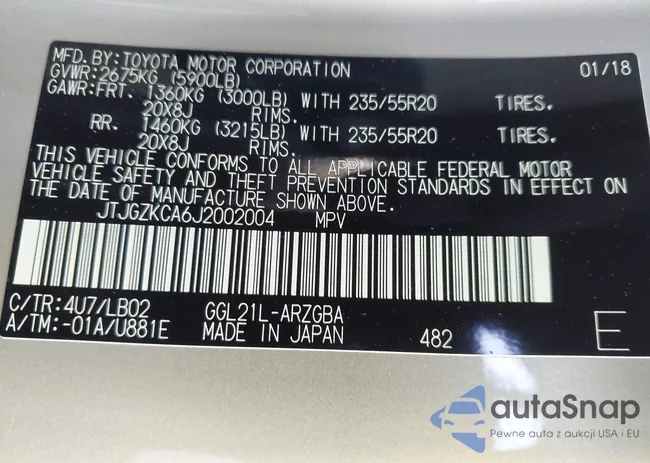 MFD.BY:TOYOTA MOTOR CORPORATION 01/18
GVWR:2675KG (5900LB)
GAWR:FRT. 1360KG (3000LB) WITH 235/55R20 TIRES.
20X8J RIMS.
RR. 1460KG (3215LB) WITH 235/55R20 TIRES.
20X8J RIMS.
THIS VEHICLE CONFORMS TO ALL APPLICABLE FEDERAL MOTOR
VEHICLE SAFETY AND THEFT PREVENTION STANDARDS IN EFFECT ON
THE DATE OF MANUFACTURE SHOWN ABOVE.
JTJGZKCA6J2002004 MPV
C/TR:4U7/LB02 GGL21L-ARZGBA
A/TM:-01A/U881E MADE IN JAPAN 482 E
autaSnap
Pewne auta z aukcji USA i EU